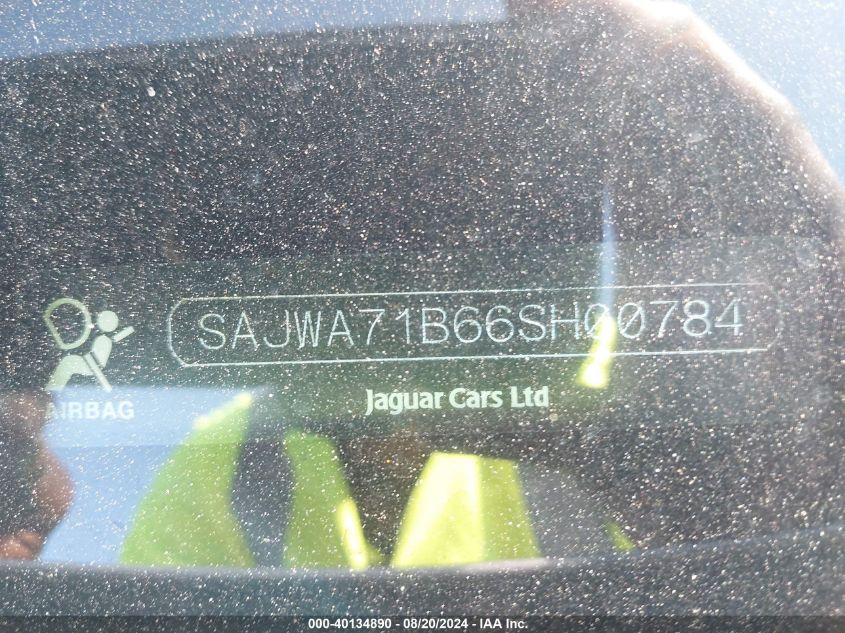 SAJWA71B66SH00784
AIRBAG
Jaguar Cars Ltd
000-40134890 - 08/20/2024 - IAA Inc.